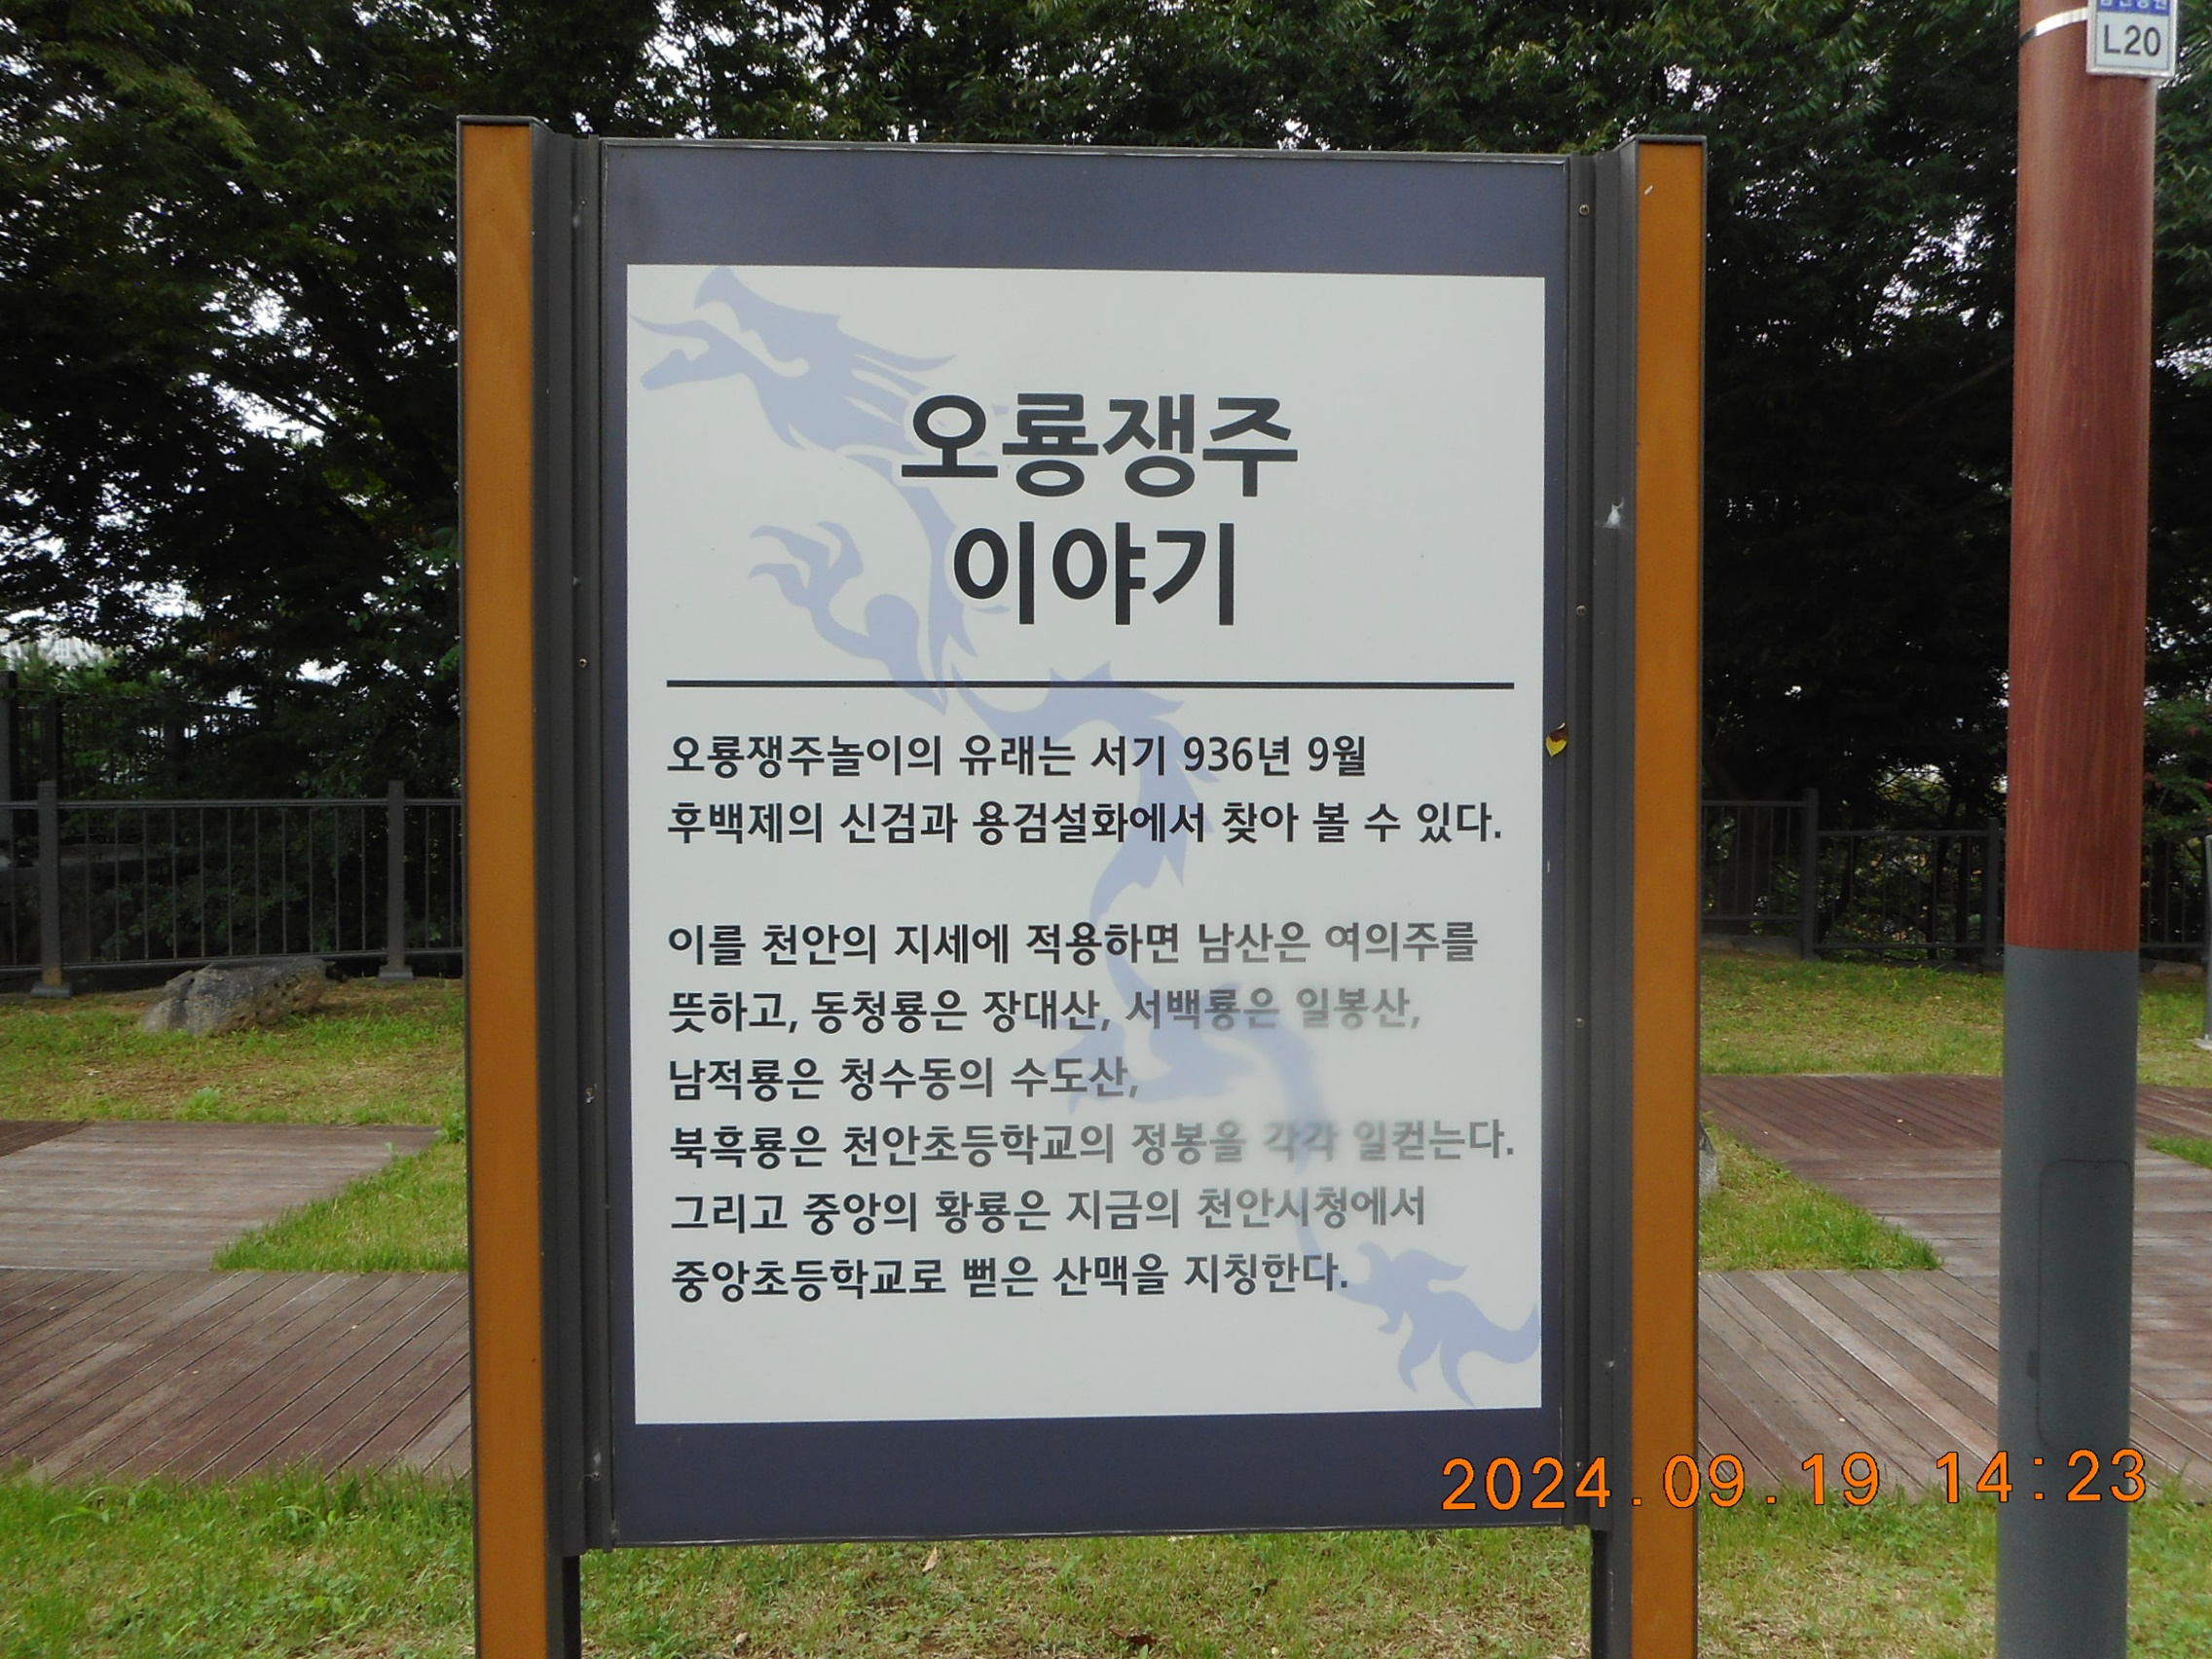 L20
오룡쟁주
이야기
오룡쟁주놀이의 유래는 서기 936년 9월
후백제의 신검과 용검설화에서 찾아 볼 수 있다.
이를 천안의 지세에 적용하면 남산은 여의주를
뜻하고, 동청룡은 장대산, 서백룡은 일봉산,
남적룡은 청수동의 수도산,
북흑룡은 천안초등학교의 정봉을 각각 일컫는다.
그리고 중앙의 황룡은 지금의 천안시청에서
중앙초등학교로 뻗은 산맥을 지칭한다.
2024.09.19 14:23